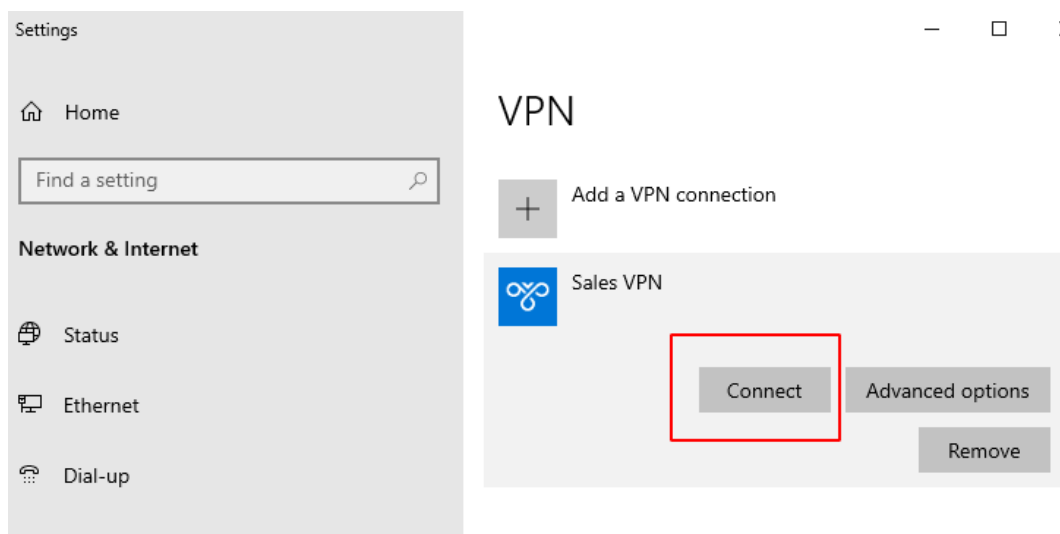 Settings
Home
Find a setting
Network & Internet
Status
Ethernet
Dial-up
VPN
Add a VPN connection
Sales VPN
Connect
Advanced options
Remove